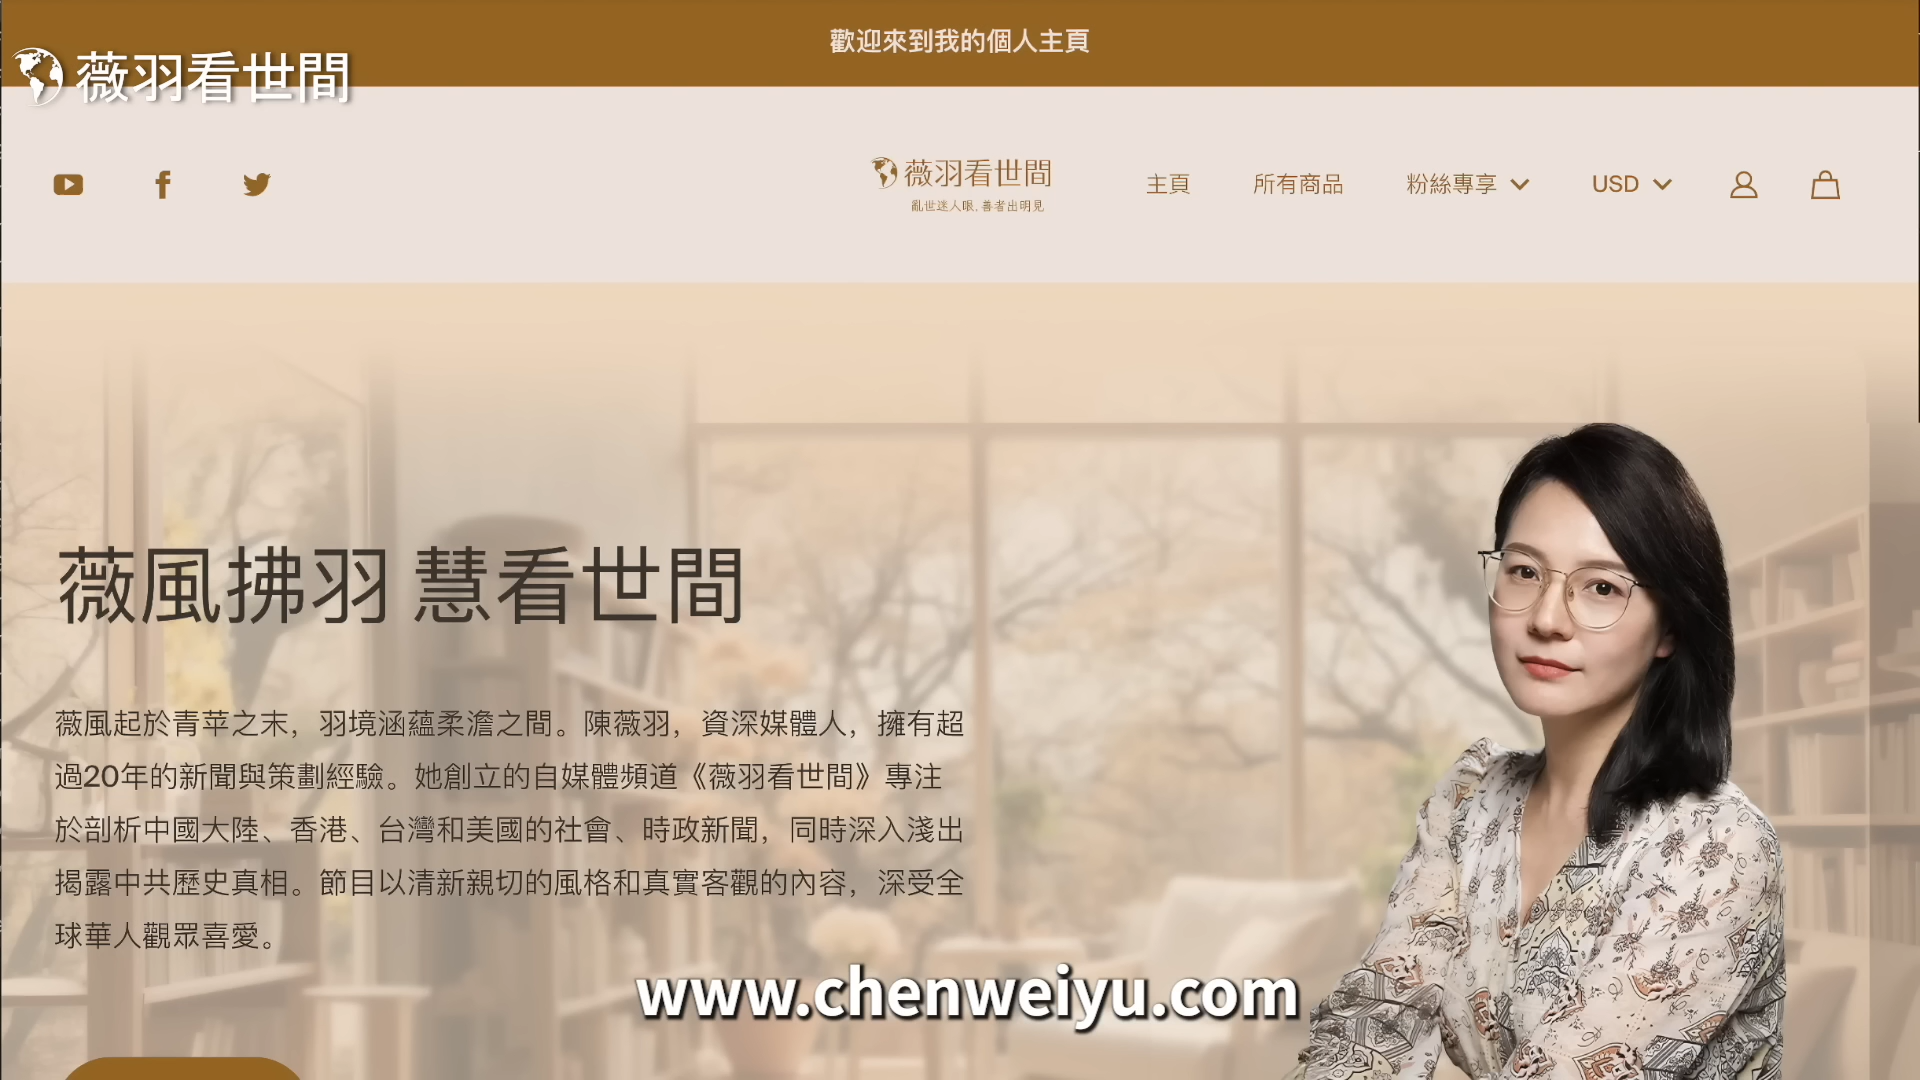 歡迎來到我的個人主頁
薇羽看世間
薇羽看世間
亂世迷人眼，善者出明見
主頁
所有商品
粉絲專享
USD
薇風拂羽 慧看世間
薇風起於青苹之末，羽境涵蘊柔澹之間。陳薇羽，資深媒體人，擁有超
過20年的新聞與策劃經驗。她創立的自媒體頻道《薇羽看世間》專注
於剖析中國大陸、香港、台灣和美國的社會、時政新聞，同時深入淺出
揭露中共歷史真相。節目以清新親切的風格和真實客觀的內容，深受全
球華人觀眾喜愛。
www.chenweiyu.com